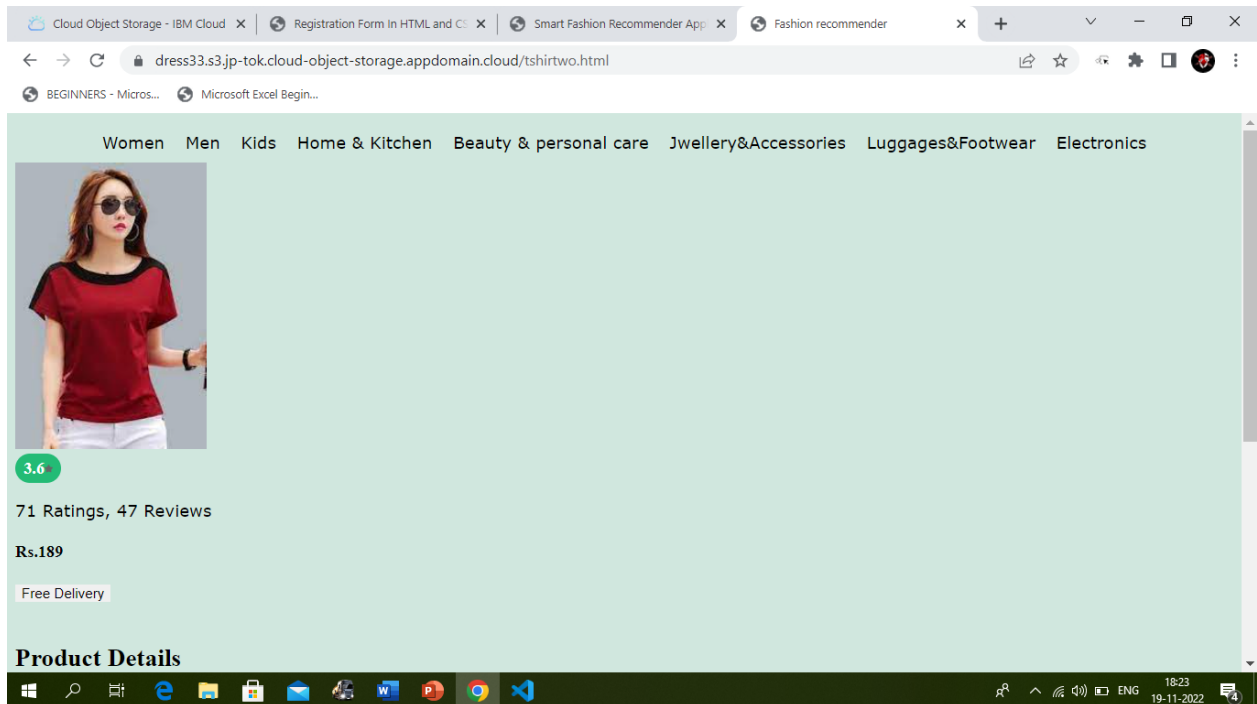 Cloud Object Storage - IBM Cloud
Registration Form In HTML and CS
Smart Fashion Recommender App
Fashion recommender
dress33.s3.jp-tok.cloud-object-storage.appdomain.cloud/tshirtwo.html
BEGINNERS - Micros...
Microsoft Excel Begin...
Women Men Kids Home & Kitchen Beauty & personal care Jwellery&Accessories Luggages&Footwear Electronics
3.6★
71 Ratings, 47 Reviews
Rs.189
Free Delivery
Product Details
ENG
18:23
19-11-2022
4